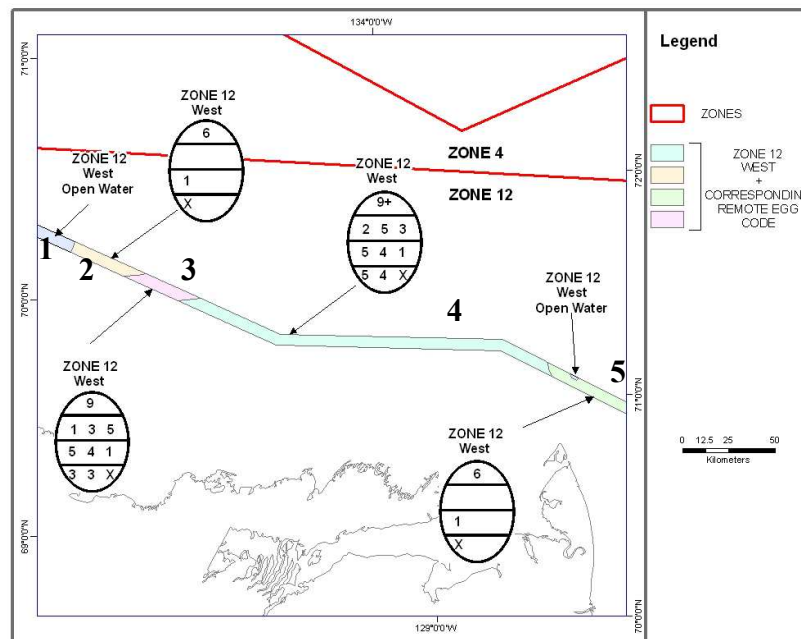 134°0'0"W
71°0'0"N
72°0'0"N
70°0'0"N
71°0'0"N
69°0'0"N
70°0'0"N
129°0'0"W
ZONE 4
ZONE 12
ZONE 12
West
Open Water
ZONE 12
West
6
1
X
ZONE 12
West
9+
2 5 3
5 4 1
5 4 X
ZONE 12
West
Open Water
1
2
3
4
5
ZONE 12
West
9
1 3 5
5 4 1
3 3 X
ZONE 12
West
6
1
X
Legend
ZONES
ZONE 12
WEST
+
CORRESPONDIN
REMOTE EGG
CODE
0 12.5 25 50
Kilometers